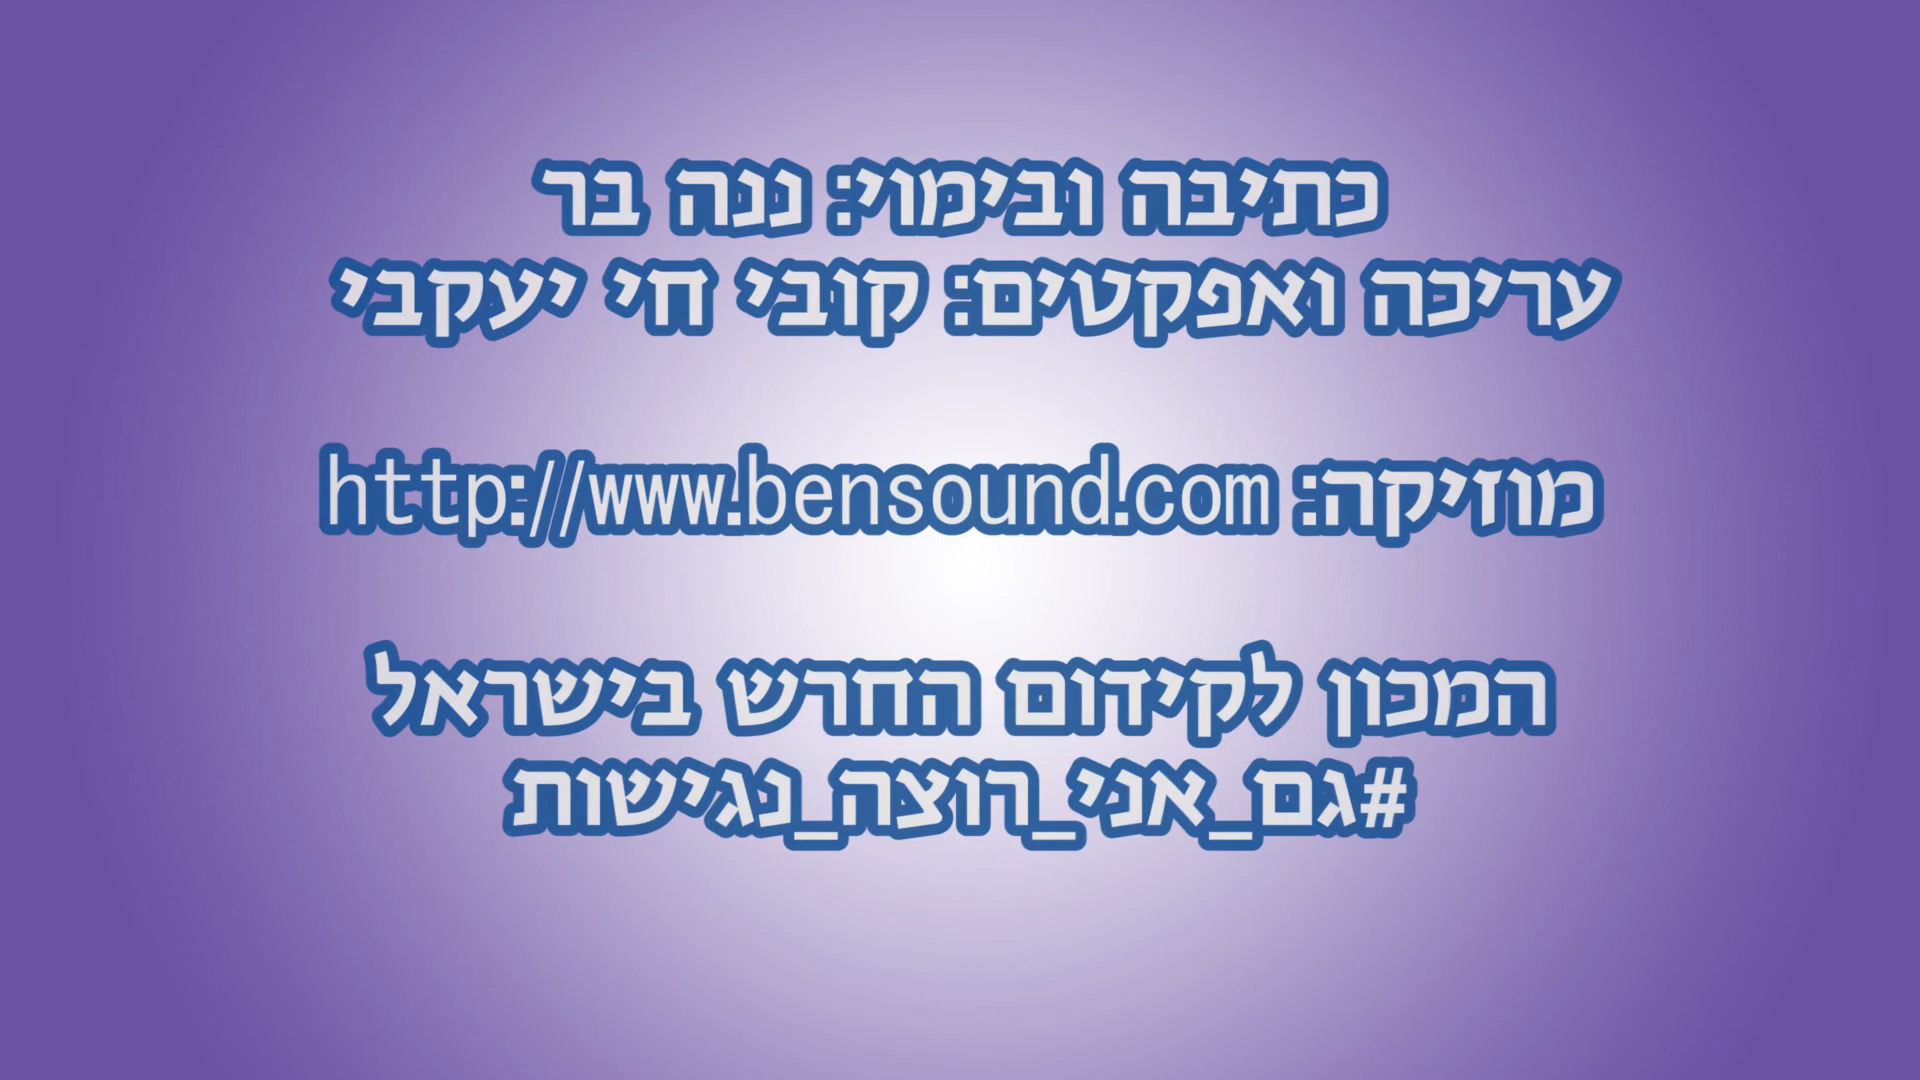 כתיבה ובימוי: ננה בר
עריכה ואפקטים: קובי חי יעקבי
מוזיקה: http://www.bensound.com
המכון לקידום החרש בישראל
#גם_אני_רוצה_נגישות